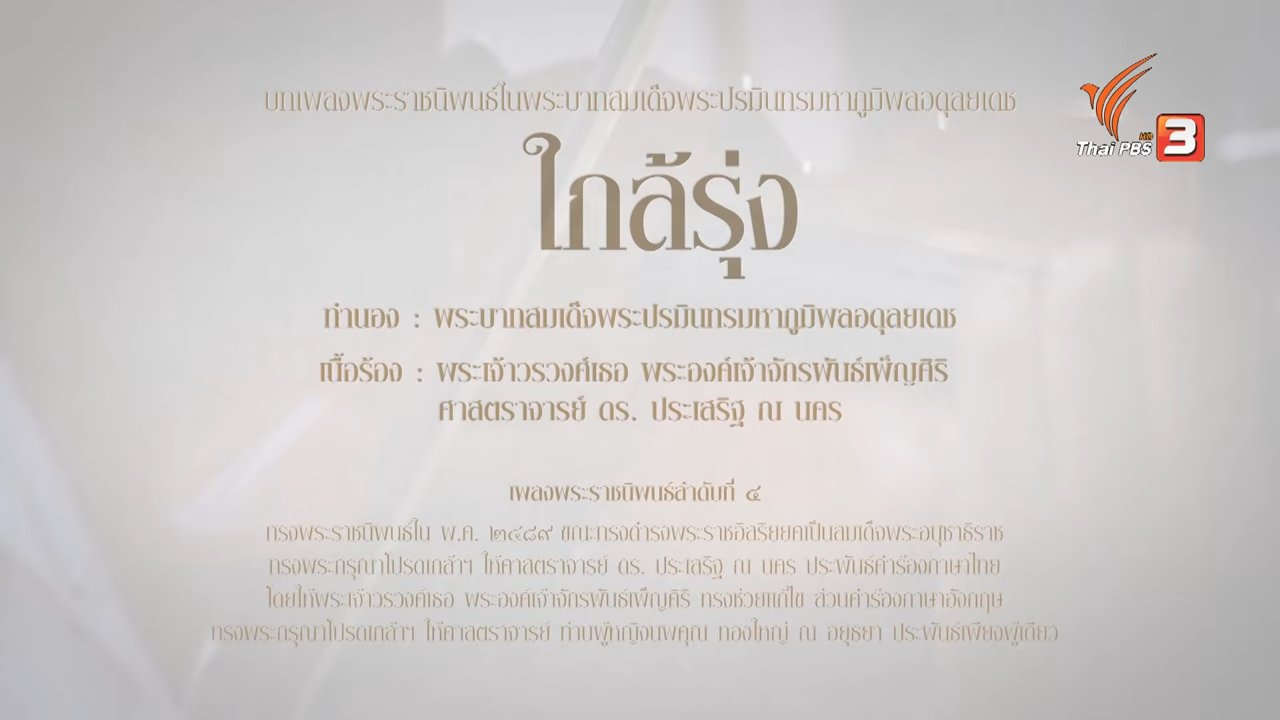 บทเพลงพระราชนิพนธ์ในพระบาทสมเด็จพระปรมินทรมหาภูมิพลอดุลยเดช
Thai PBS HD 3
ใกล้รุ่ง
ทำนอง : พระบาทสมเด็จพระปรมินทรมหาภูมิพลอดุลยเดช
เนื้อร้อง : พระเจ้าวรวงศ์เธอ พระองค์เจ้าจักรพันธ์เพ็ญศิริ
ศาสตราจารย์ ดร. ประเสริฐ ณ นคร
เพลงพระราชนิพนธ์ลำดับที่ ๔
ทรงพระราชนิพนธ์ใน พ.ศ. ๒๔๘๙ ขณะทรงดำรงพระราชอิสริยยศเป็นสมเด็จพระอนุชาธิราช
ทรงพระกรุณาโปรดเกล้าฯ ให้ศาสตราจารย์ ดร. ประเสริฐ ณ นคร ประพันธ์คำร้องภาษาไทย
โดยให้พระเจ้าวรวงศ์เธอ พระองค์เจ้าจักรพันธ์เพ็ญศิริ ทรงช่วยแก้ไข ส่วนคำร้องภาษาอังกฤษ
ทรงพระกรุณาโปรดเกล้าฯ ให้ศาสตราจารย์ ท่านผู้หญิงนพคุณ ทองใหญ่ ณ อยุธยา ประพันธ์เพียงผู้เดียว